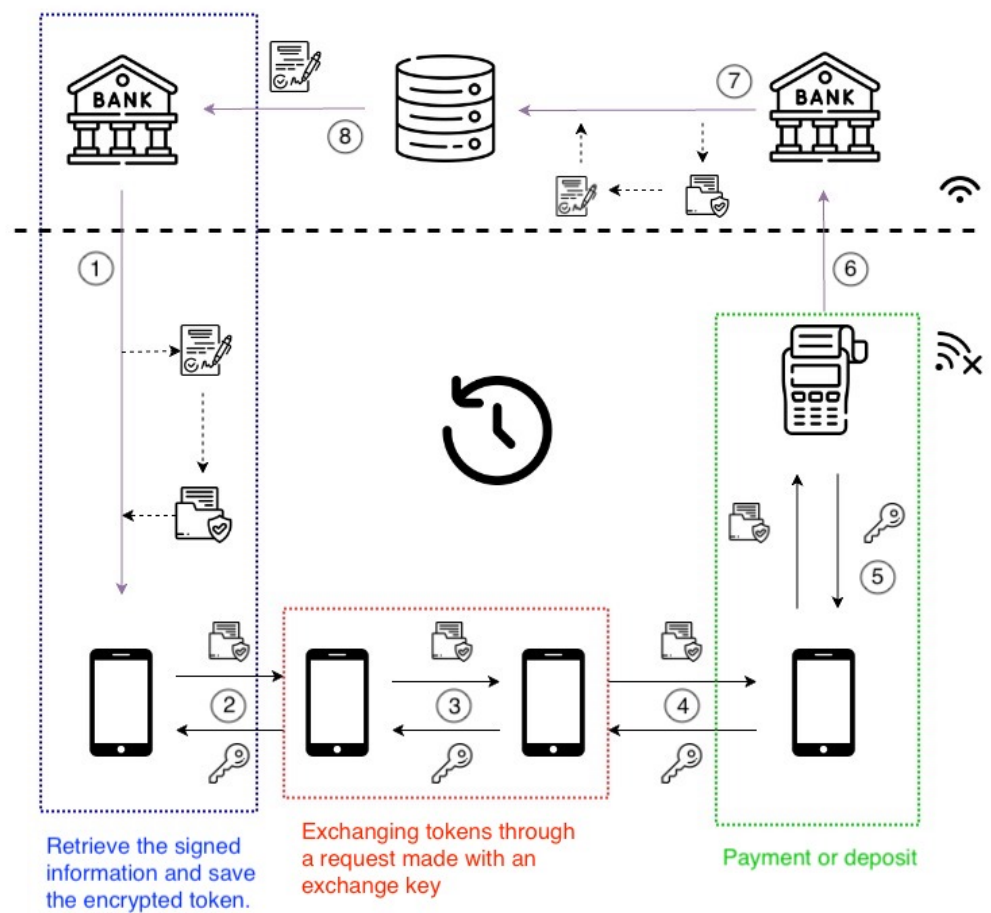 BANK
BANK
7
8
1
6
5
2
3
4
Retrieve the signed
information and save
the encrypted token.
Exchanging tokens through
a request made with an
exchange key
Payment or deposit